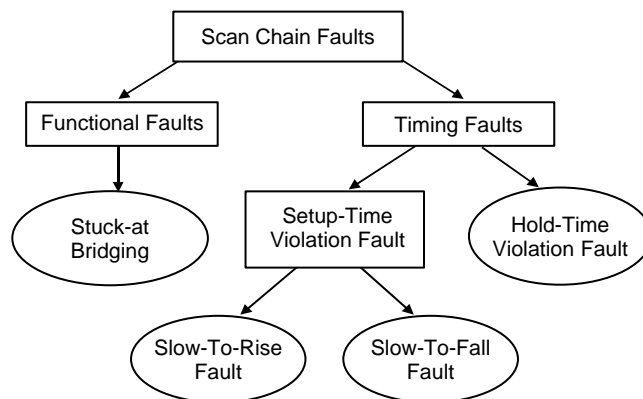 Scan Chain Faults
Functional Faults
Timing Faults
Stuck-at
Bridging
Setup-Time
Violation Fault
Hold-Time
Violation Fault
Slow-To-Rise
Fault
Slow-To-Fall
Fault